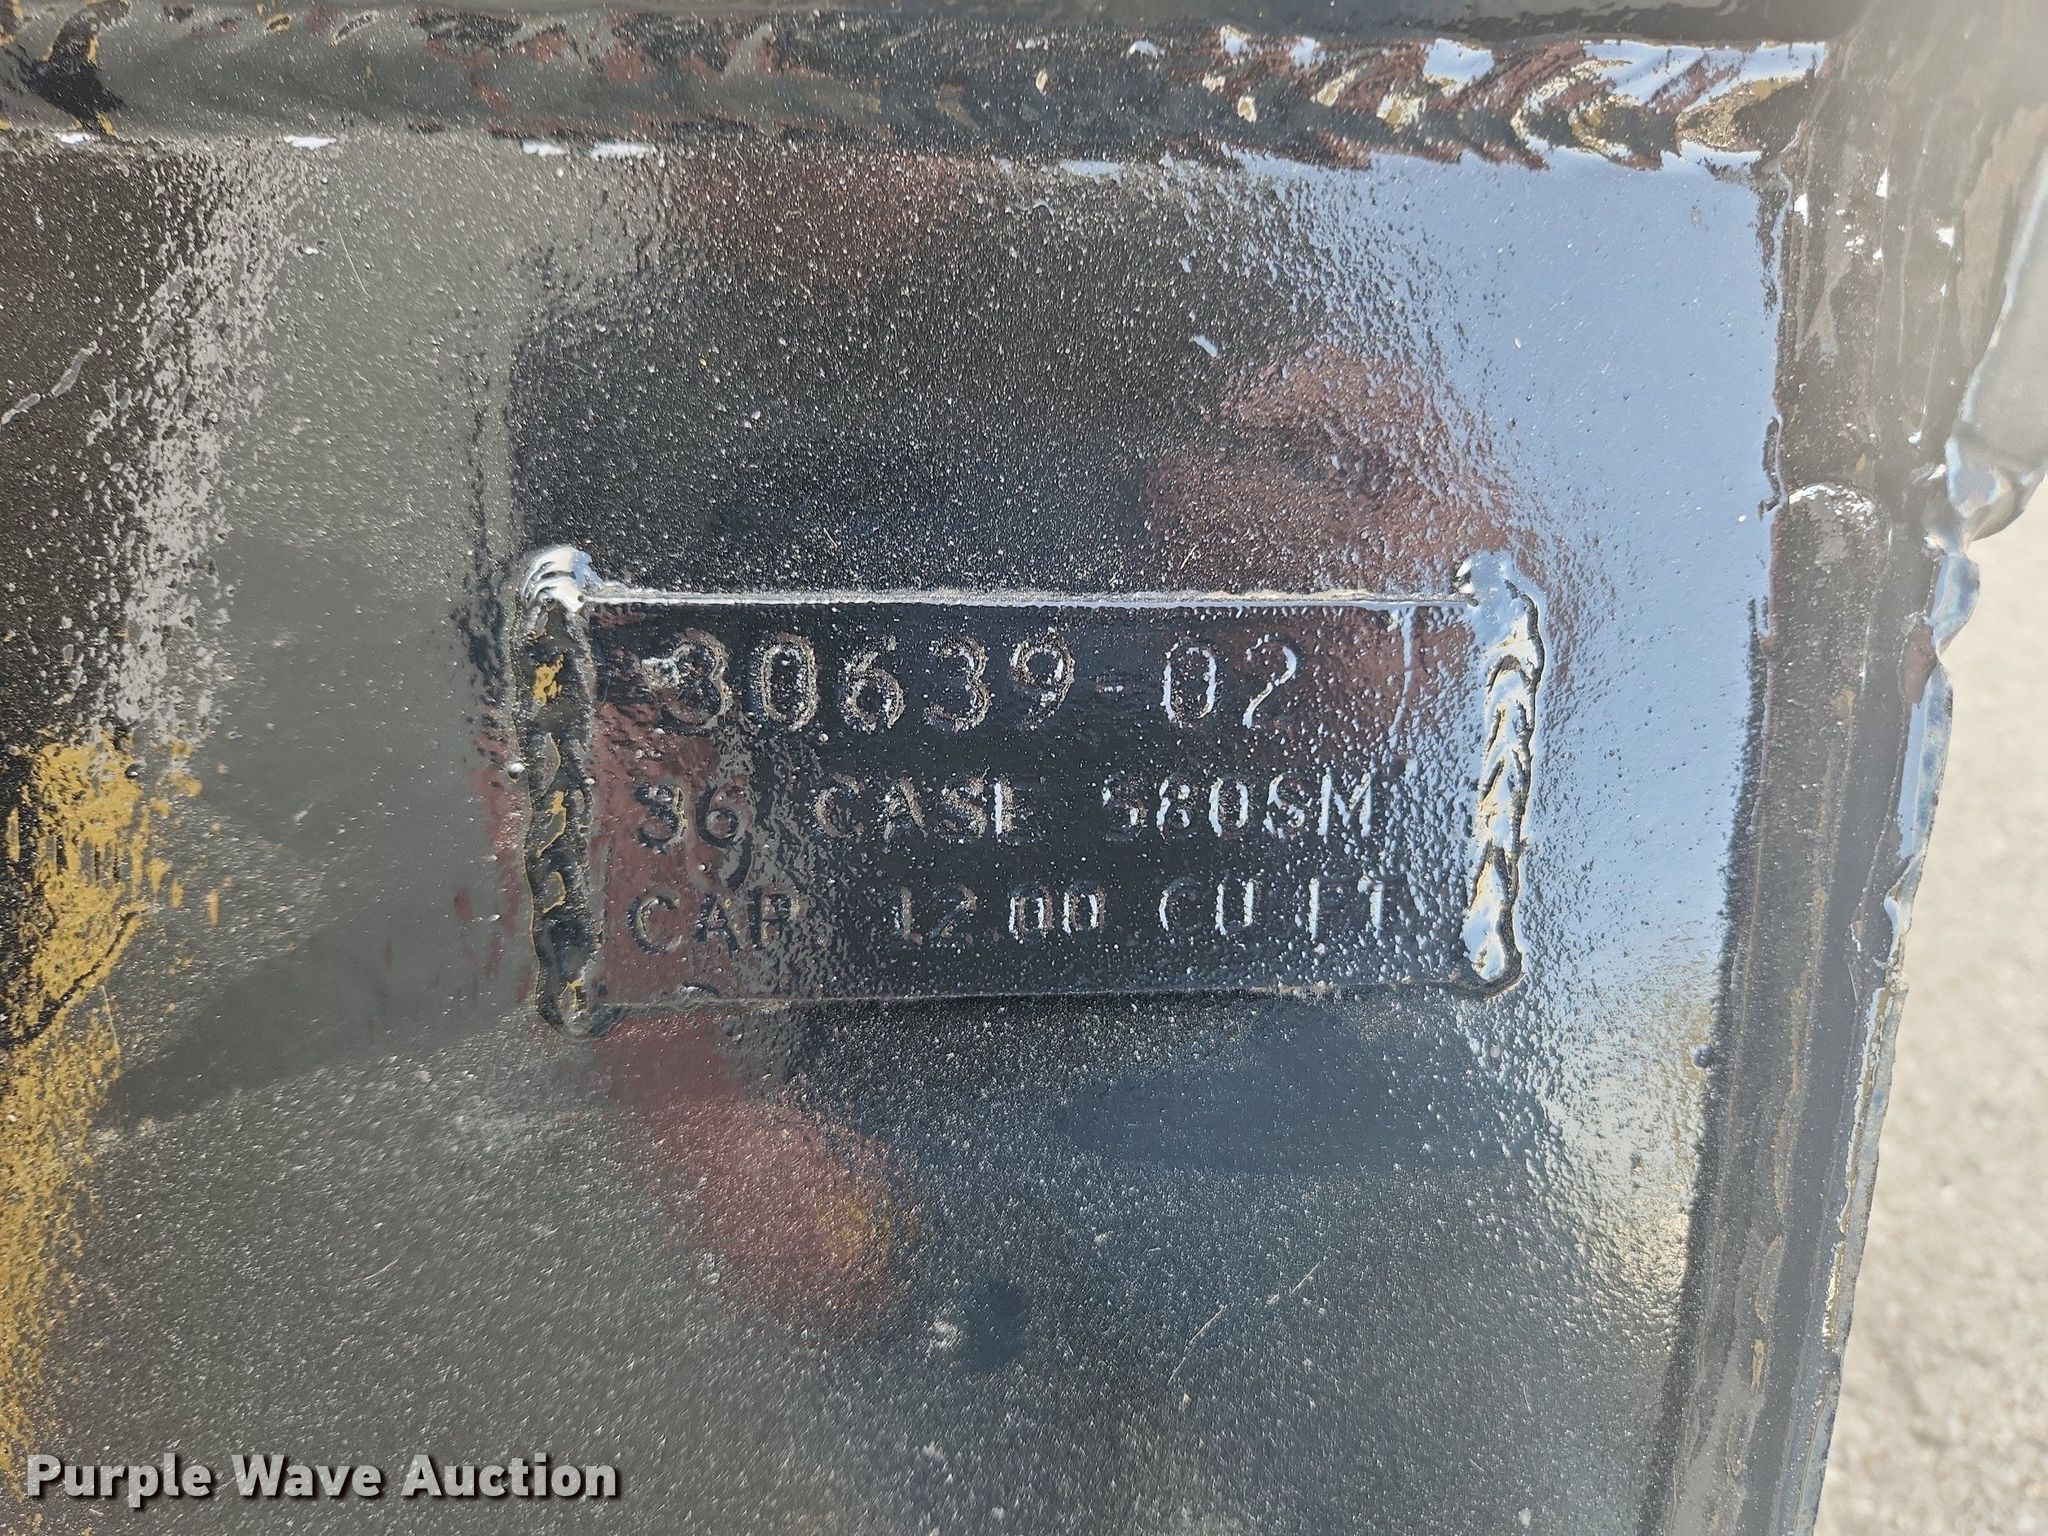 30639-02
36 CASE 580SM
CAP. 12.00 CU FT
Purple Wave Auction